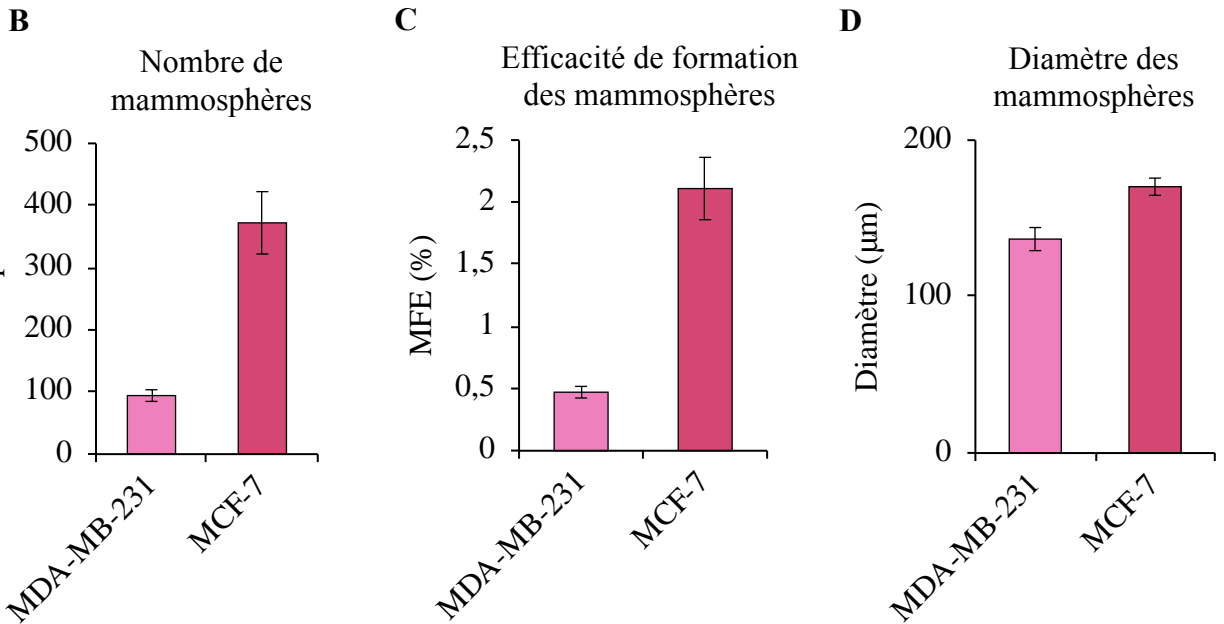 B
Nombre de
mammosphères
500
400
300
200
100
0
MDA-MB-231
MCF-7
C
Efficacité de formation
des mammosphères
MFE (%)
2,5
2
1,5
1
0,5
0
MDA-MB-231
MCF-7
D
Diamètre des
mammosphères
Diamètre (µm)
200
100
0
MDA-MB-231
MCF-7